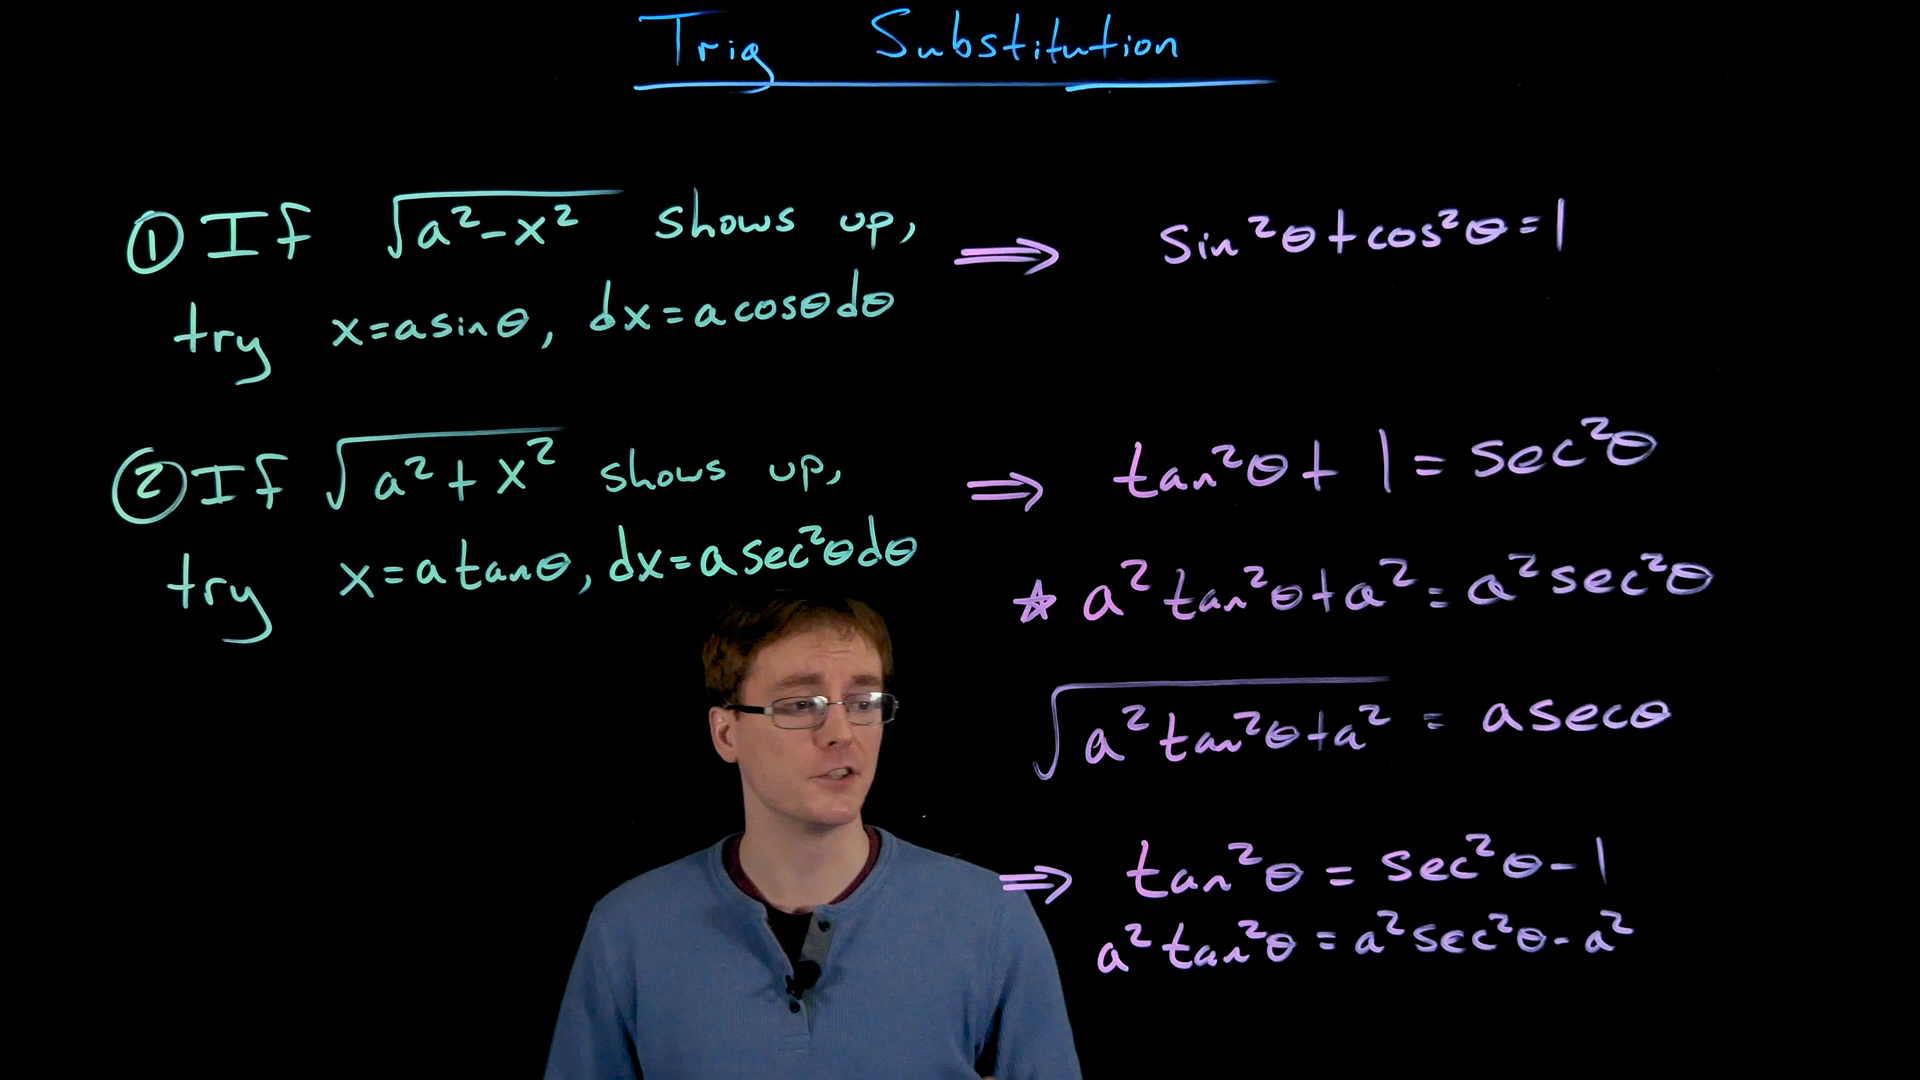 Trig Substitution
① If √(a²-x²) shows up,
try x=asinθ, dx=acosθdθ
⇒ sin²θ+cos²θ=1
② If √(a²+x²) shows up,
try x=atanθ, dx=asec²θdθ
⇒ tan²θ+1=sec²θ
☆ a²tan²θ+a²=a²sec²θ
√(a²tan²θ+a²) = asecθ
⇒ tan²θ = sec²θ-1
a²tan²θ = a²sec²θ-a²